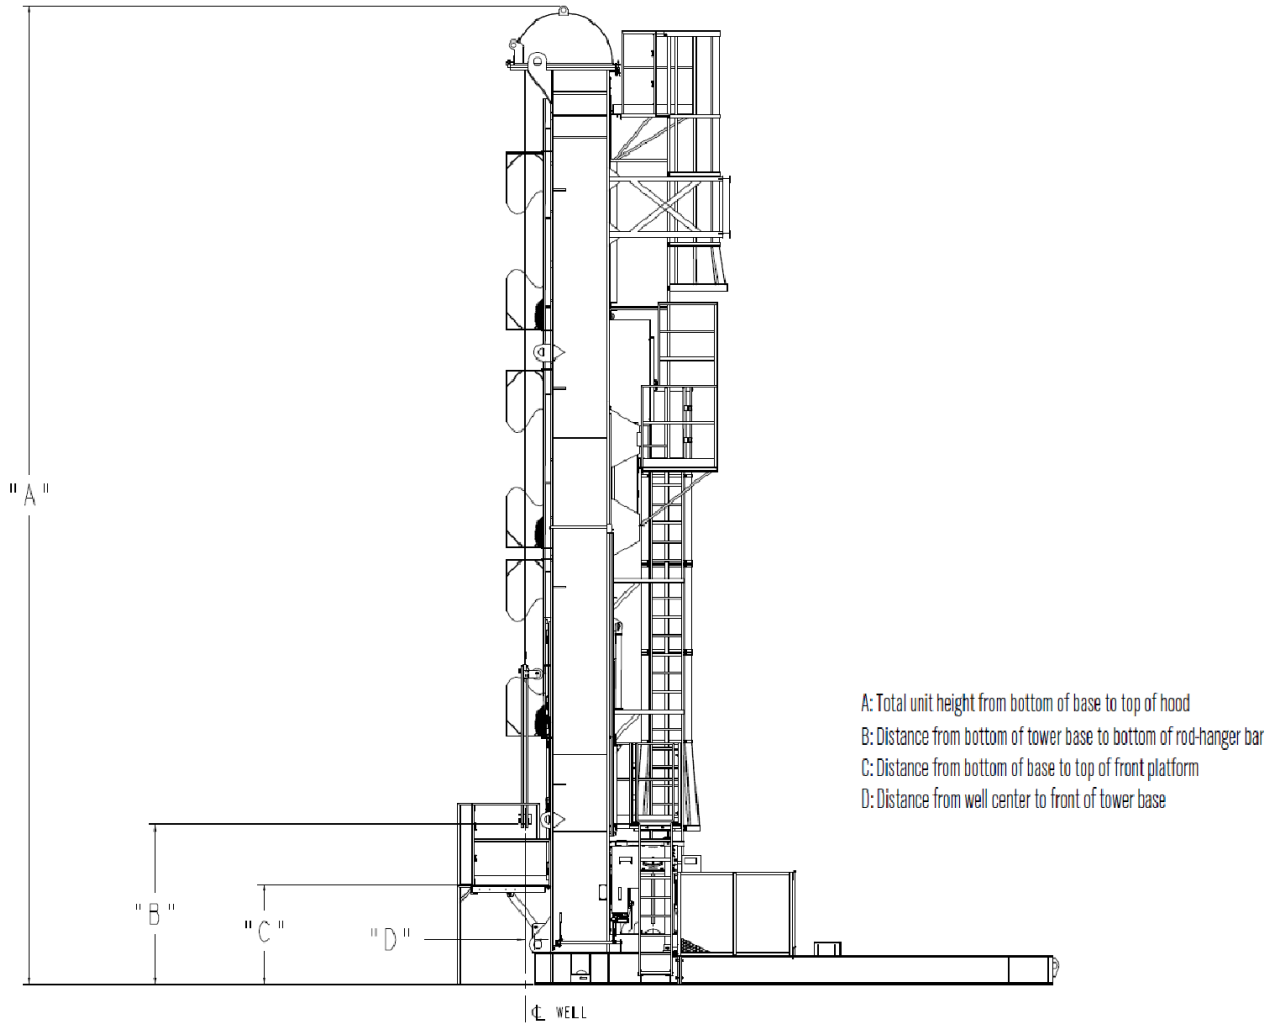 "A"
A: Total unit height from bottom of base to top of hood
B: Distance from bottom of tower base to bottom of rod-hanger bar
C: Distance from bottom of base to top of front platform
D: Distance from well center to front of tower base
"B"
"C"
"D"
℄ WELL